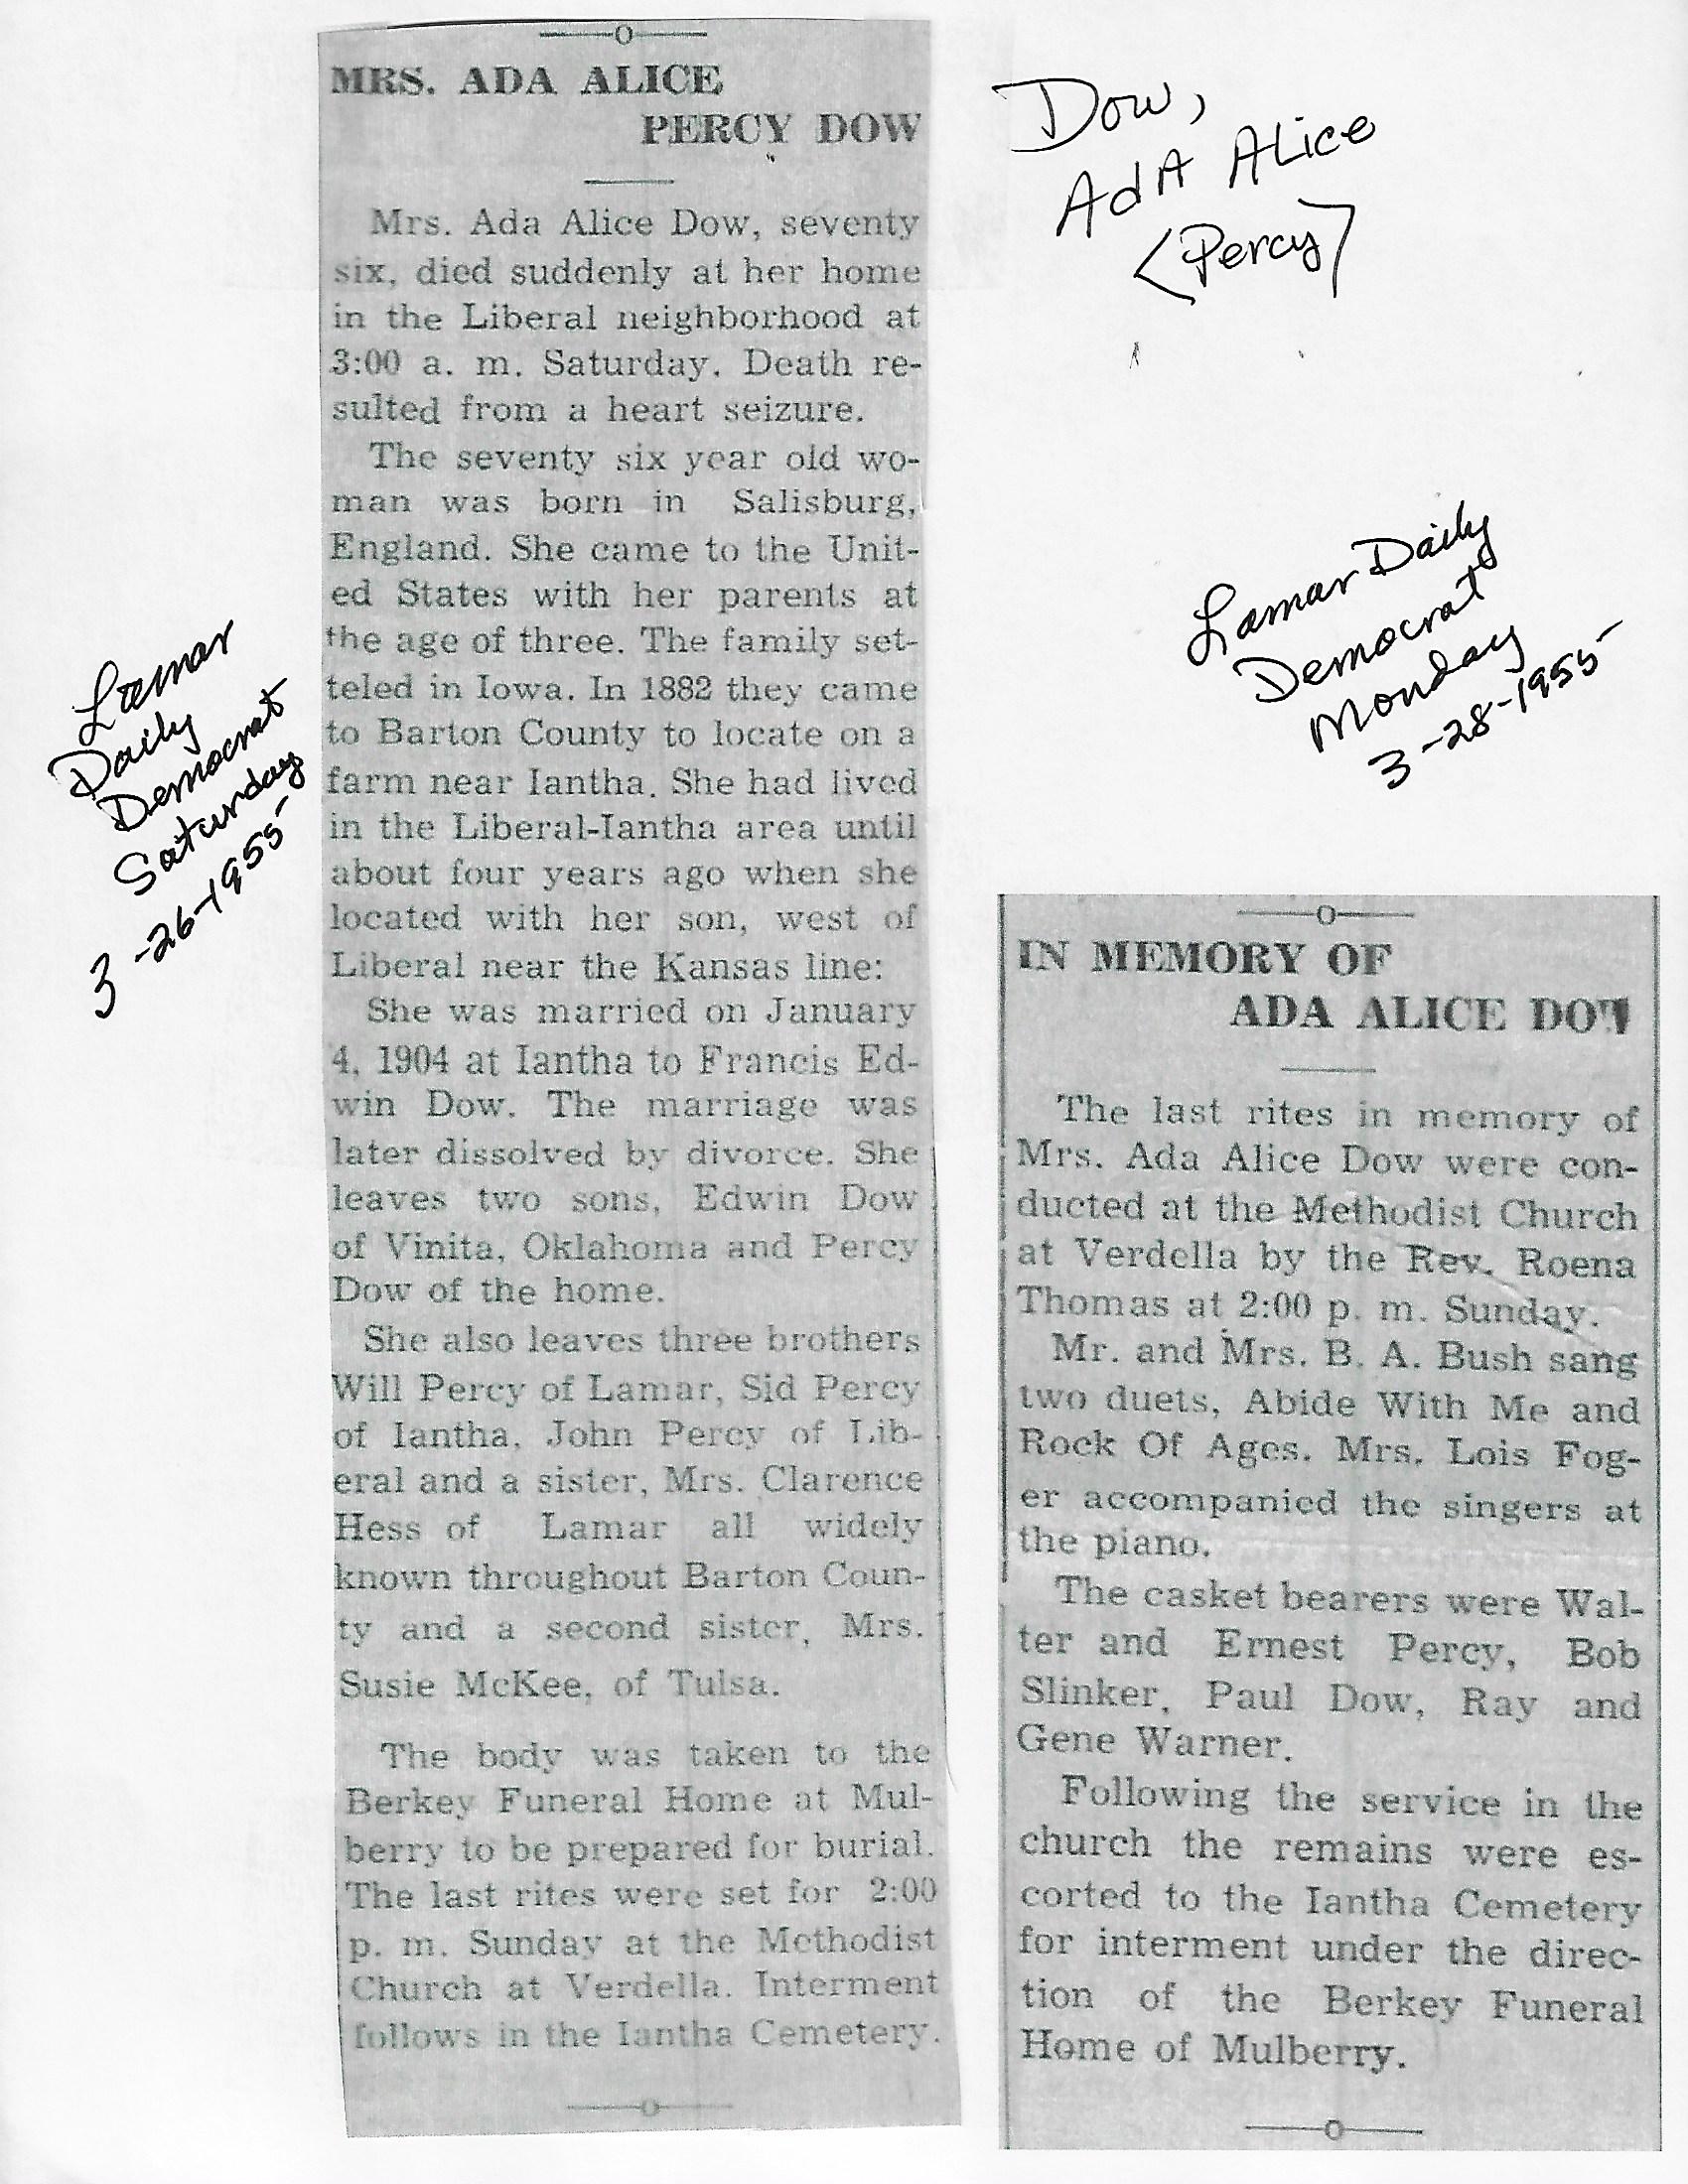 —o—
MRS. ADA ALICE
PERCY DOW
Mrs. Ada Alice Dow, seventy
six, died suddenly at her home
in the Liberal neighborhood at
3:00 a. m. Saturday. Death re-
sulted from a heart seizure.
The seventy six year old wo-
man was born in Salisburg,
England. She came to the Unit-
ed States with her parents at
the age of three. The family set-
teled in Iowa. In 1882 they came
to Barton County to locate on a
farm near Iantha. She had lived
in the Liberal-Iantha area until
about four years ago when she
located with her son, west of
Liberal near the Kansas line:
She was married on January
4, 1904 at Iantha to Francis Ed-
win Dow. The marriage was
later dissolved by divorce. She
leaves two sons, Edwin Dow
of Vinita, Oklahoma and Percy
Dow of the home.
She also leaves three brothers
Will Percy of Lamar, Sid Percy
of Iantha, John Percy of Lib-
eral and a sister, Mrs. Clarence
Hess of Lamar all widely
known throughout Barton Coun-
ty and a second sister, Mrs.
Susie McKee, of Tulsa.
The body was taken to the
Berkey Funeral Home at Mul-
berry to be prepared for burial.
The last rites were set for 2:00
p. m. Sunday at the Methodist
Church at Verdella. Interment
follows in the Iantha Cemetery.
—o—
Lamar
Daily
Democrat
Saturday
3-26-1955
Dow,
AdA ALice
<Percy>
Lamar Daily
Democrat
Monday
3-28-1955
—o—
IN MEMORY OF
ADA ALICE DOW
The last rites in memory of
Mrs. Ada Alice Dow were con-
ducted at the Methodist Church
at Verdella by the Rev. Roena
Thomas at 2:00 p. m. Sunday.
Mr. and Mrs. B. A. Bush sang
two duets, Abide With Me and
Rock Of Ages. Mrs. Lois Fog-
er accompanied the singers at
the piano.
The casket bearers were Wal-
ter and Ernest Percy, Bob
Slinker, Paul Dow, Ray and
Gene Warner.
Following the service in the
church the remains were es-
corted to the Iantha Cemetery
for interment under the direc-
tion of the Berkey Funeral
Home of Mulberry.
—o—